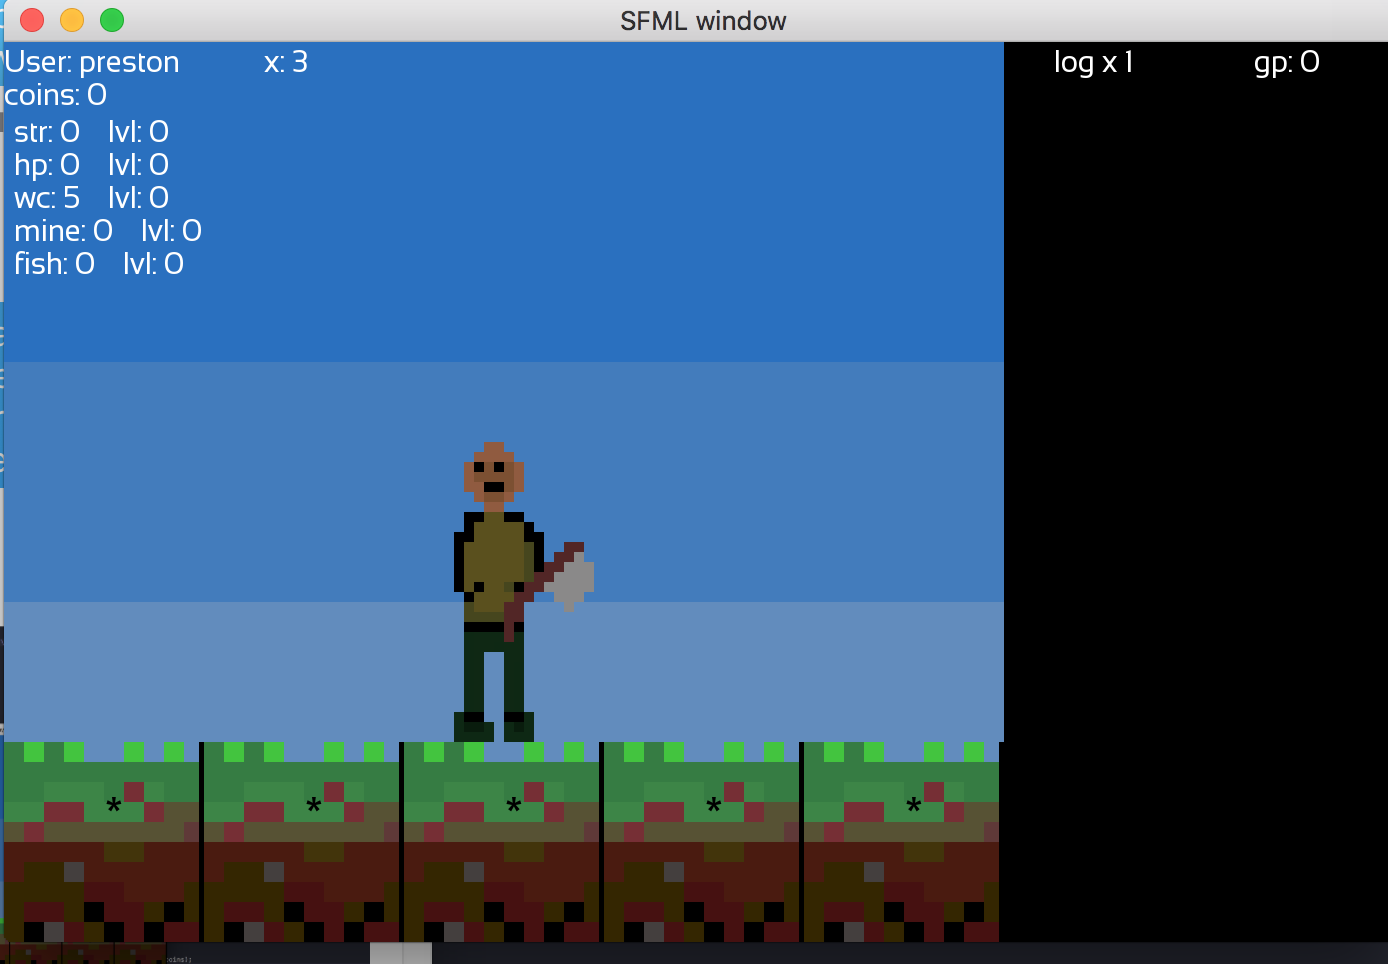 SFML window
User: preston x: 3
log x 1 gp: 0
coins: 0
str: 0 lvl: 0
hp: 0 lvl: 0
wc: 5 lvl: 0
mine: 0 lvl: 0
fish: 0 lvl: 0
* * * * *